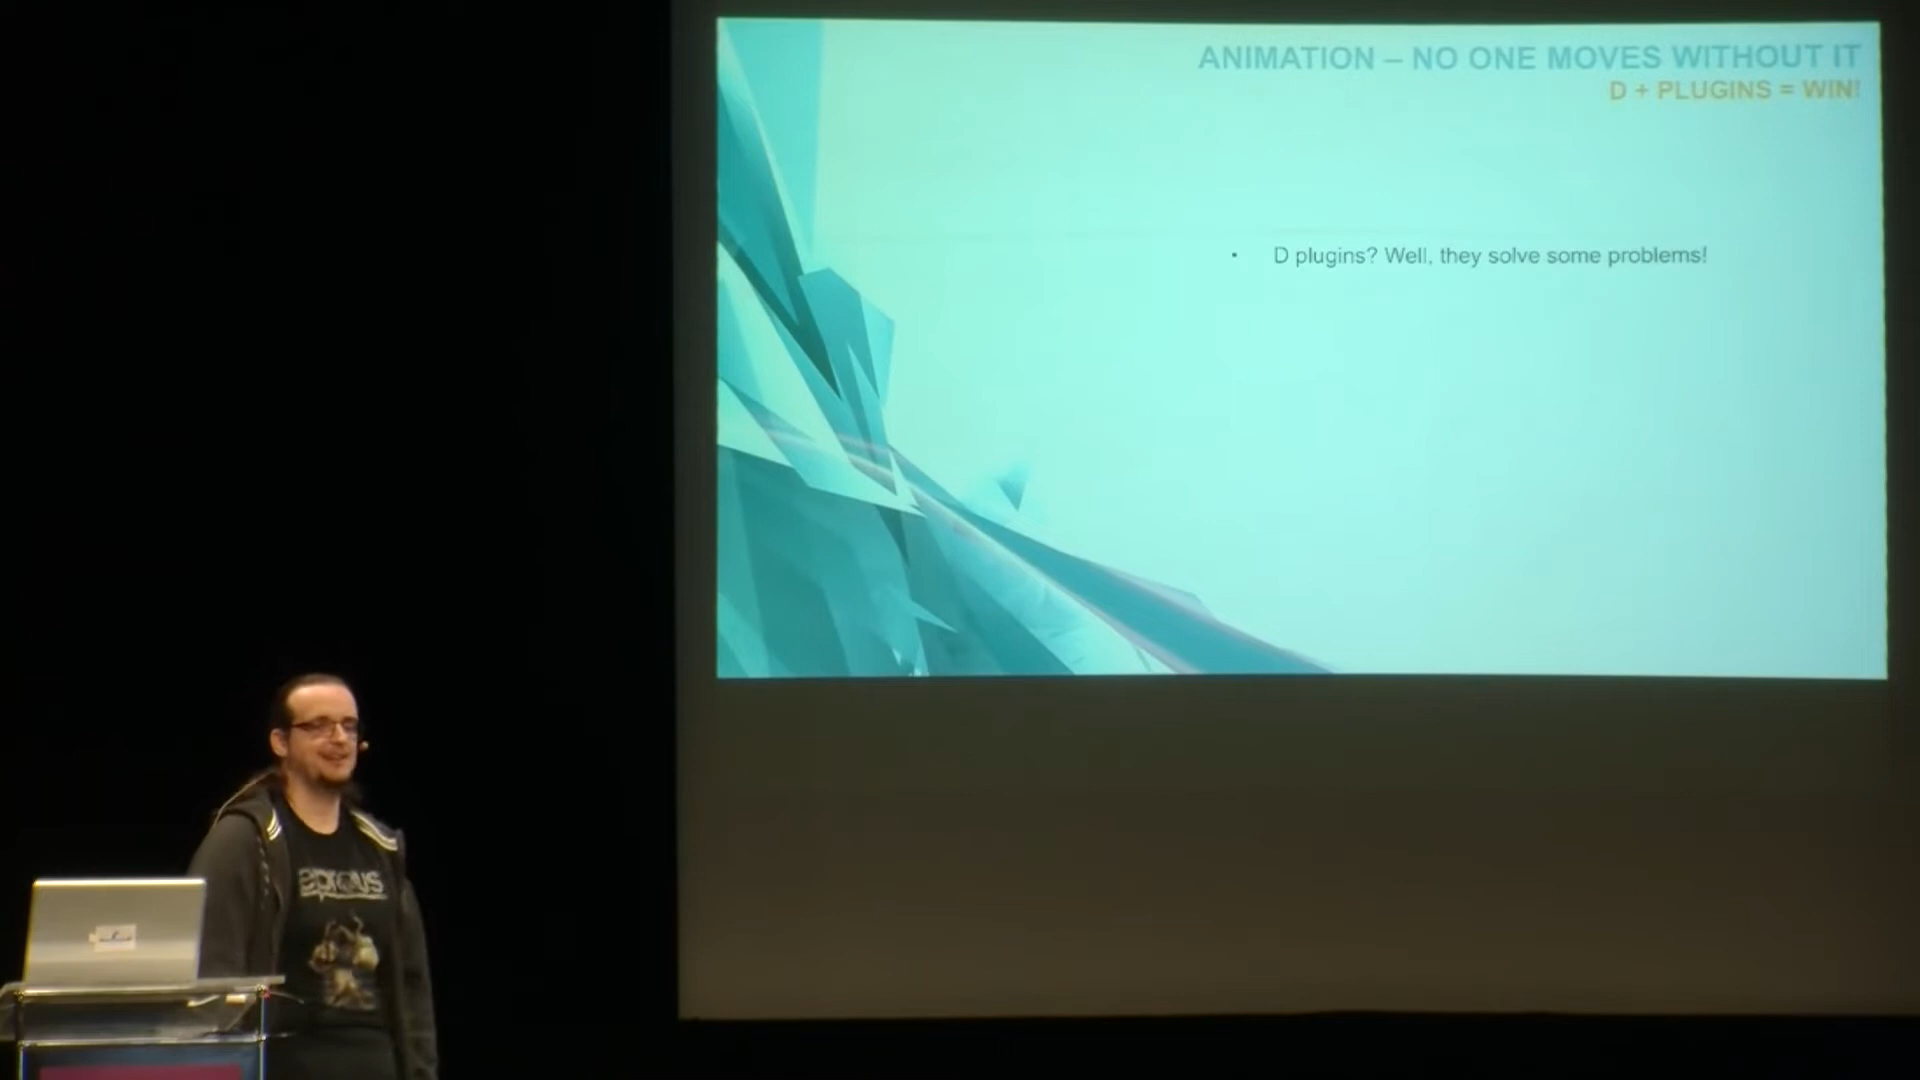 ANIMATION – NO ONE MOVES WITHOUT IT
D + PLUGINS = WIN!
• D plugins? Well, they solve some problems!